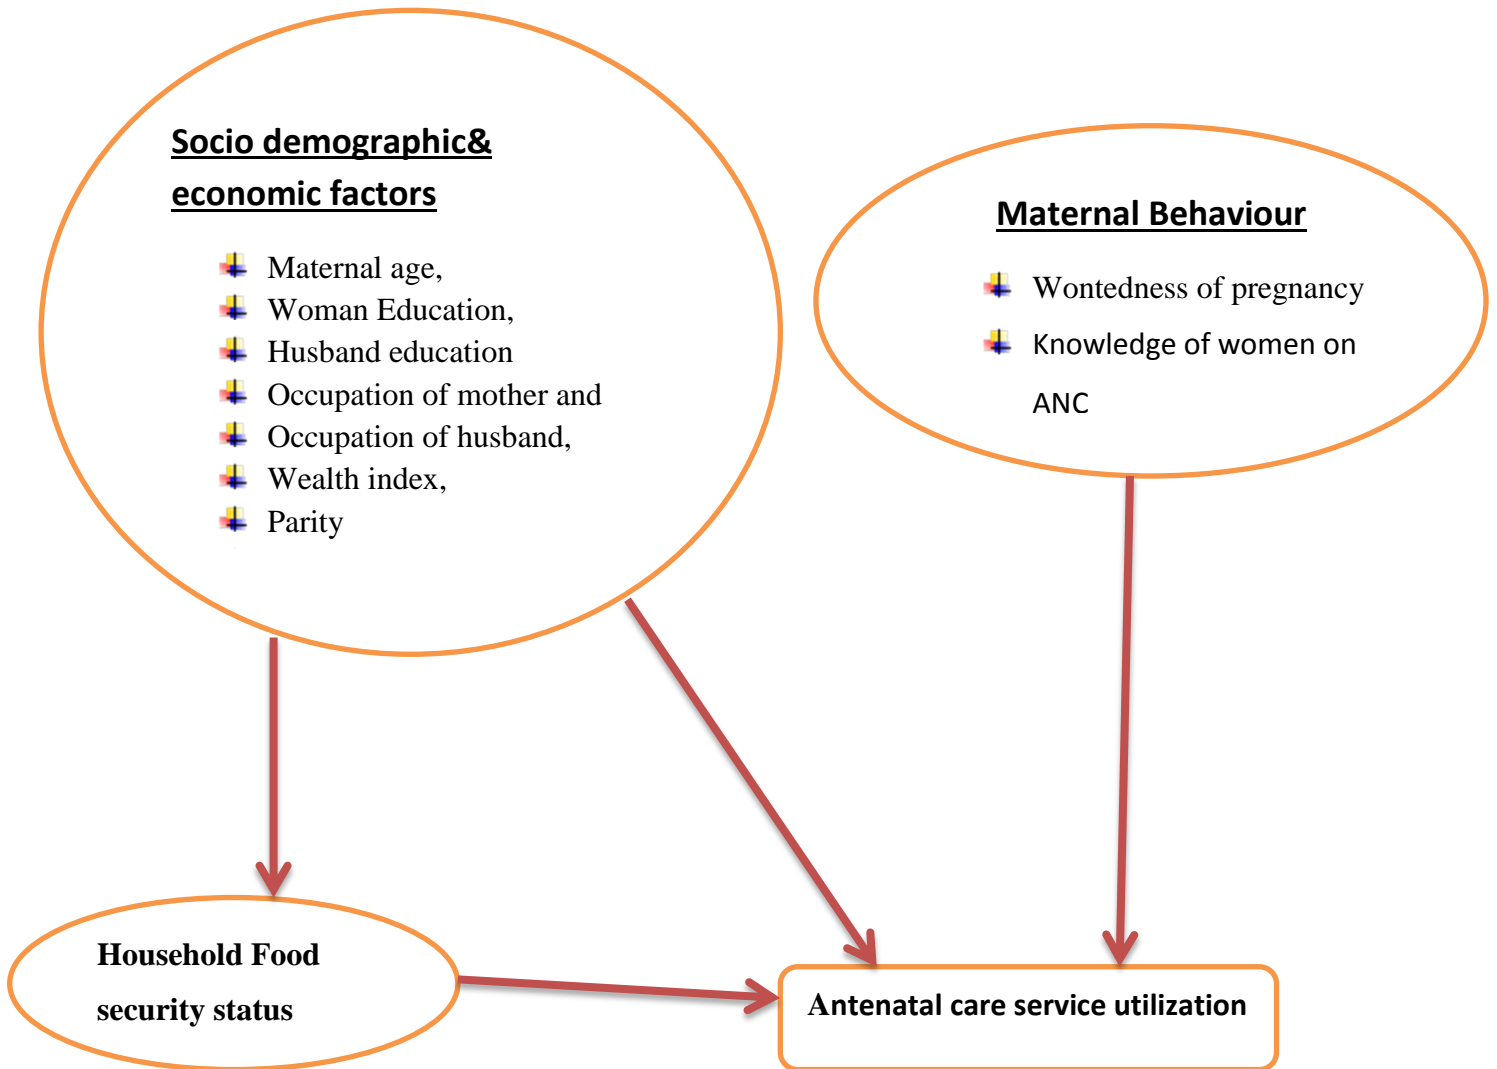 Socio demographic&
economic factors
Maternal age,
Woman Education,
Husband education
Occupation of mother and
Occupation of husband,
Wealth index,
Parity
Maternal Behaviour
Wontedness of pregnancy
Knowledge of women on
ANC
Household Food
security status
Antenatal care service utilization